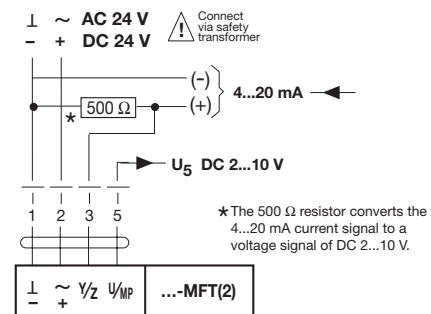 ⊥ ~ AC 24 V
– + DC 24 V
! Connect
via safety
transformer
(–)
(+)
4...20 mA
* 500 Ω
U5 DC 2...10 V
1 2 3 5
* The 500 Ω resistor converts the
4...20 mA current signal to a
voltage signal of DC 2...10 V.
⊥ ~ Y/Z U/MP ...-MFT(2)
– +